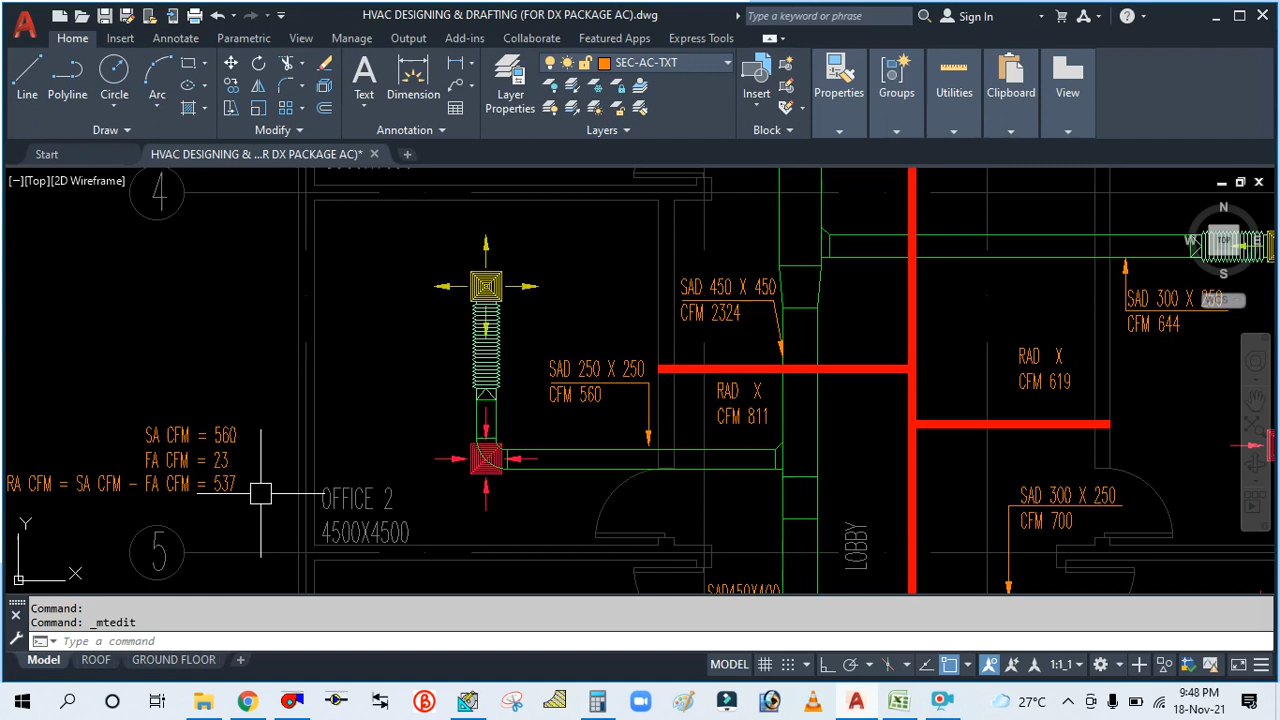 HVAC DESIGNING & DRAFTING (FOR DX PACKAGE AC).dwg
Type a keyword or phrase
Sign In
Home
Insert
Annotate
Parametric
View
Manage
Output
Add-ins
Collaborate
Featured Apps
Express Tools
Line
Polyline
Circle
Arc
Text
Dimension
Layer
Properties
SEC-AC-TXT
Insert
Properties
Groups
Utilities
Clipboard
View
Draw
Modify
Annotation
Layers
Block
Start
HVAC DESIGNING & ...R DX PACKAGE AC)*
[−][Top][2D Wireframe]
4
N
W
TOP
E
S
SAD 450 X 450
CFM 2324
SAD 300 X 250
CFM 644
SAD 250 X 250
CFM 560
RAD X
CFM 811
RAD X
CFM 619
SA CFM = 560
FA CFM = 23
RA CFM = SA CFM - FA CFM = 537
OFFICE 2
4500X4500
SAD 300 X 250
CFM 700
LOBBY
5
SAD450X400
Y
X
Command:
Command: _mtedit
Type a command
Model
ROOF
GROUND FLOOR
MODEL
1:1
27°C
9:48 PM
18-Nov-21